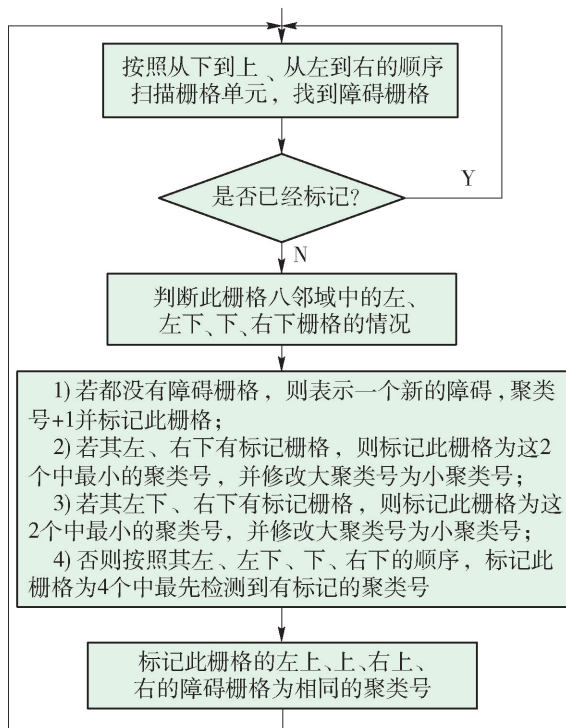 按照从下到上、从左到右的顺序
扫描栅格单元，找到障碍栅格
是否已经标记?
Y
N
判断此栅格八邻域中的左、
左下、下、右下栅格的情况
1) 若都没有障碍栅格，则表示一个新的障碍，聚类
号+1并标记此栅格；
2) 若其左、右下有标记栅格，则标记此栅格为这2
个中最小的聚类号，并修改大聚类号为小聚类号；
3) 若其左下、右下有标记栅格，则标记此栅格为这
2个中最小的聚类号，并修改大聚类号为小聚类号；
4) 否则按照其左、左下、下、右下的顺序，标记此
栅格为4个中最先检测到有标记的聚类号
标记此栅格的左上、上、右上、
右的障碍栅格为相同的聚类号